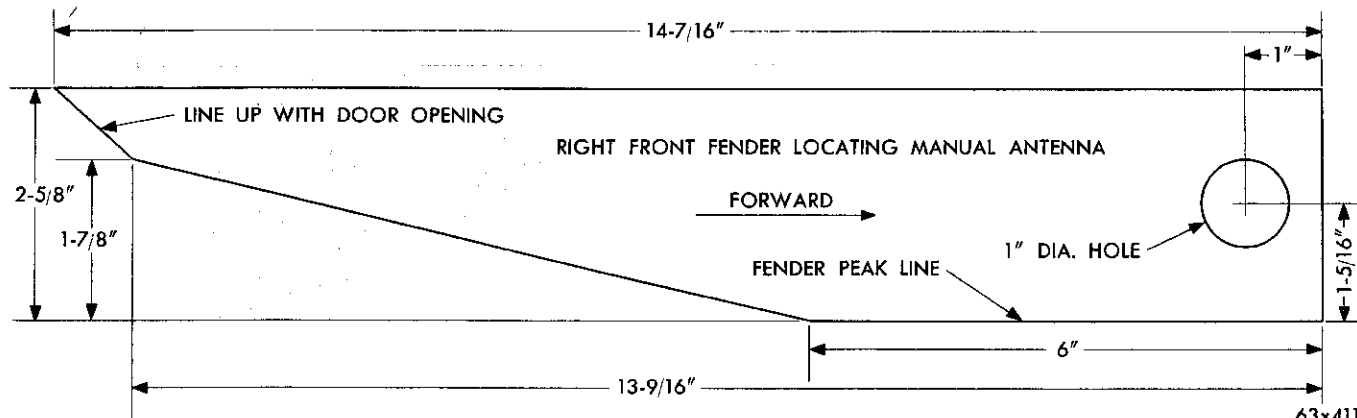 14-7/16"
1"
LINE UP WITH DOOR OPENING
RIGHT FRONT FENDER LOCATING MANUAL ANTENNA
2-5/8"
1-7/8"
FORWARD
1" DIA. HOLE
1-5/16"
FENDER PEAK LINE
6"
13-9/16"
63x411